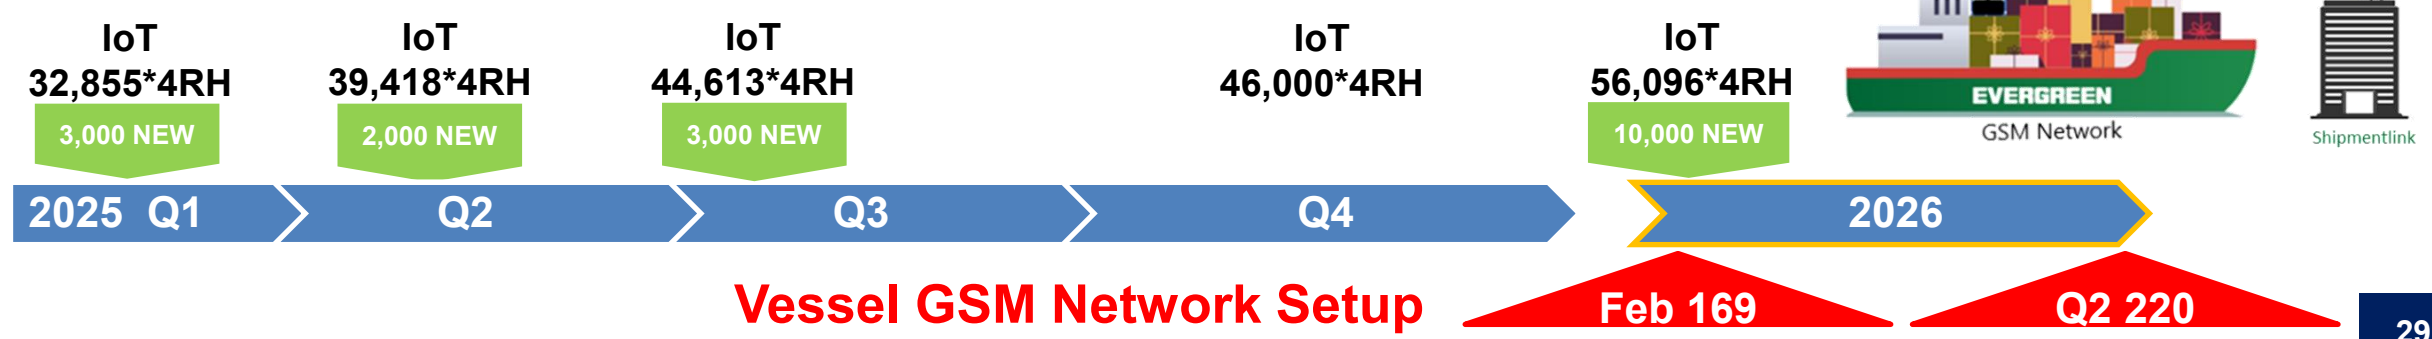 IoT
32,855*4RH
3,000 NEW
IoT
39,418*4RH
2,000 NEW
IoT
44,613*4RH
3,000 NEW
IoT
46,000*4RH
IoT
56,096*4RH
10,000 NEW
EVERGREEN
GSM Network
Shipmentlink
2025 Q1
Q2
Q3
Q4
2026
Vessel GSM Network Setup
Feb 169
Q2 220
29